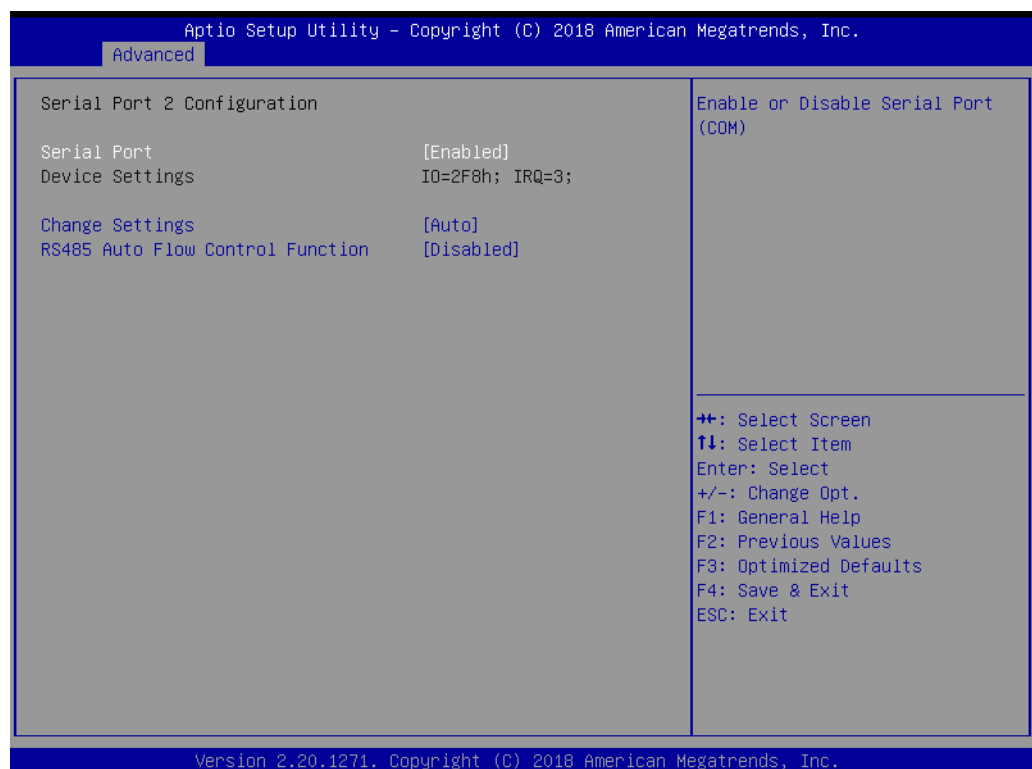 Aptio Setup Utility – Copyright (C) 2018 American Megatrends, Inc.
Advanced
Serial Port 2 Configuration
Serial Port [Enabled]
Device Settings IO=2F8h; IRQ=3;
Change Settings [Auto]
RS485 Auto Flow Control Function [Disabled]
Enable or Disable Serial Port
(COM)
→←: Select Screen
↑↓: Select Item
Enter: Select
+/-: Change Opt.
F1: General Help
F2: Previous Values
F3: Optimized Defaults
F4: Save & Exit
ESC: Exit
Version 2.20.1271. Copyright (C) 2018 American Megatrends, Inc.